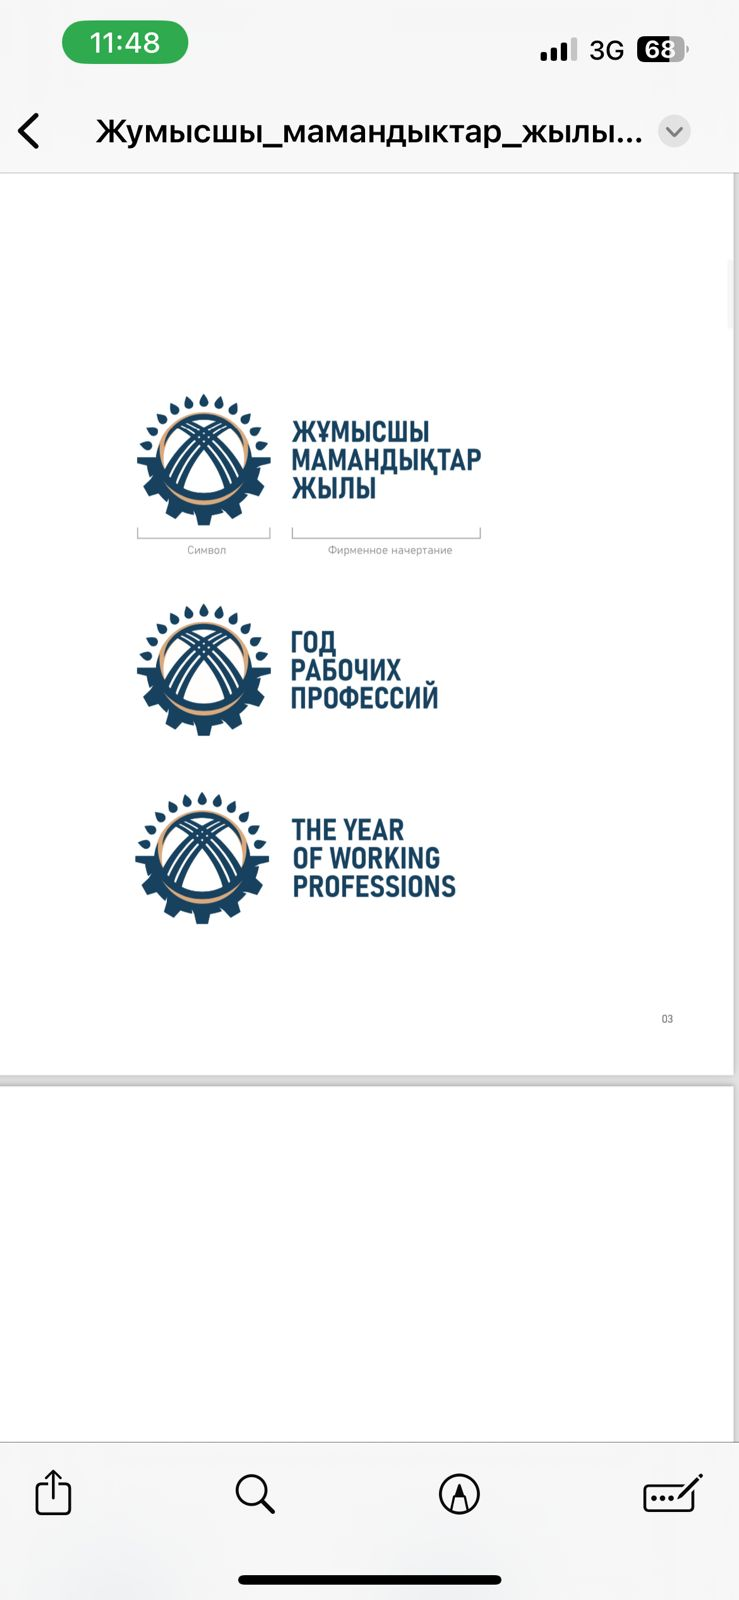 11:48
3G 68
Жумысшы_мамандыктар_жылы...
ЖҰМЫСШЫ
МАМАНДЫҚТАР
ЖЫЛЫ
Символ
Фирменное начертание
ГОД
РАБОЧИХ
ПРОФЕССИЙ
THE YEAR
OF WORKING
PROFESSIONS
03